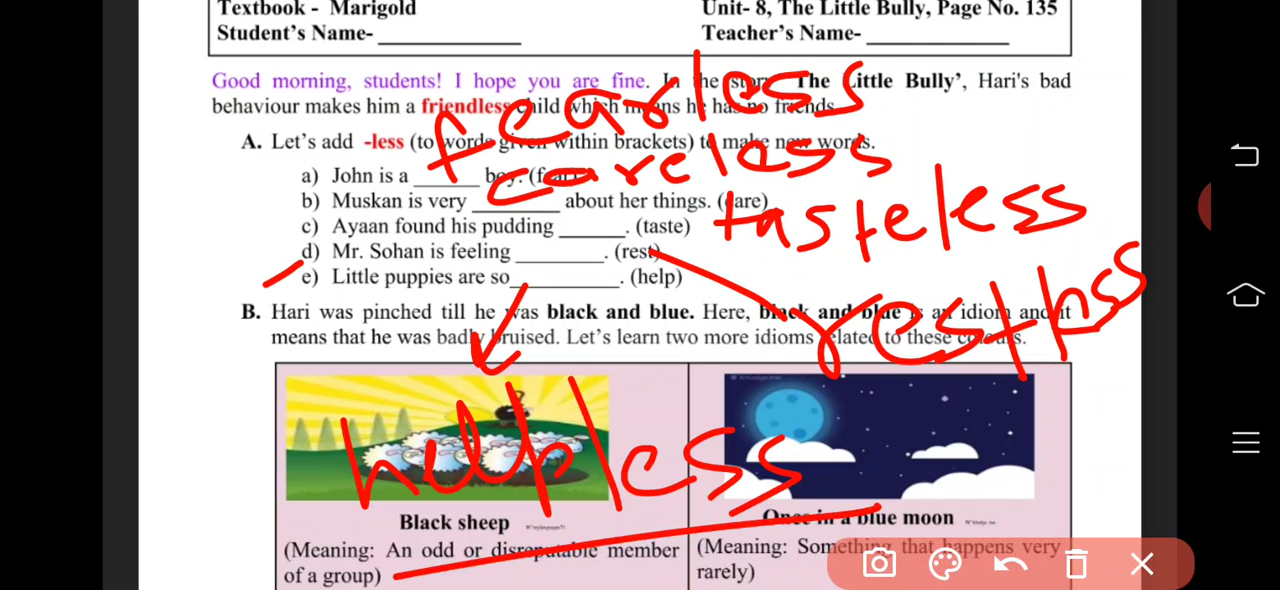 Textbook - Marigold
Unit- 8, The Little Bully, Page No. 135
Student's Name- ____________
Teacher's Name- ____________
Good morning, students! I hope you are fine. In the story 'The Little Bully', Hari's bad
behaviour makes him a friendless child which means he has no friends.
fearless
A. Let's add -less (to words given within brackets) to make new words.
careless
a) John is a ______ boy. (fear)
b) Muskan is very ________ about her things. (care)
tasteless
c) Ayaan found his pudding ______. (taste)
d) Mr. Sohan is feeling ________. (rest)
restless
e) Little puppies are so__________. (help)
B. Hari was pinched till he was black and blue. Here, black and blue is an idiom and it
means that he was badly bruised. Let's learn two more idioms related to these colours.
helpless
Black sheep
Once in a blue moon
(Meaning: An odd or disreputable member
of a group)
(Meaning: Something that happens very
rarely)